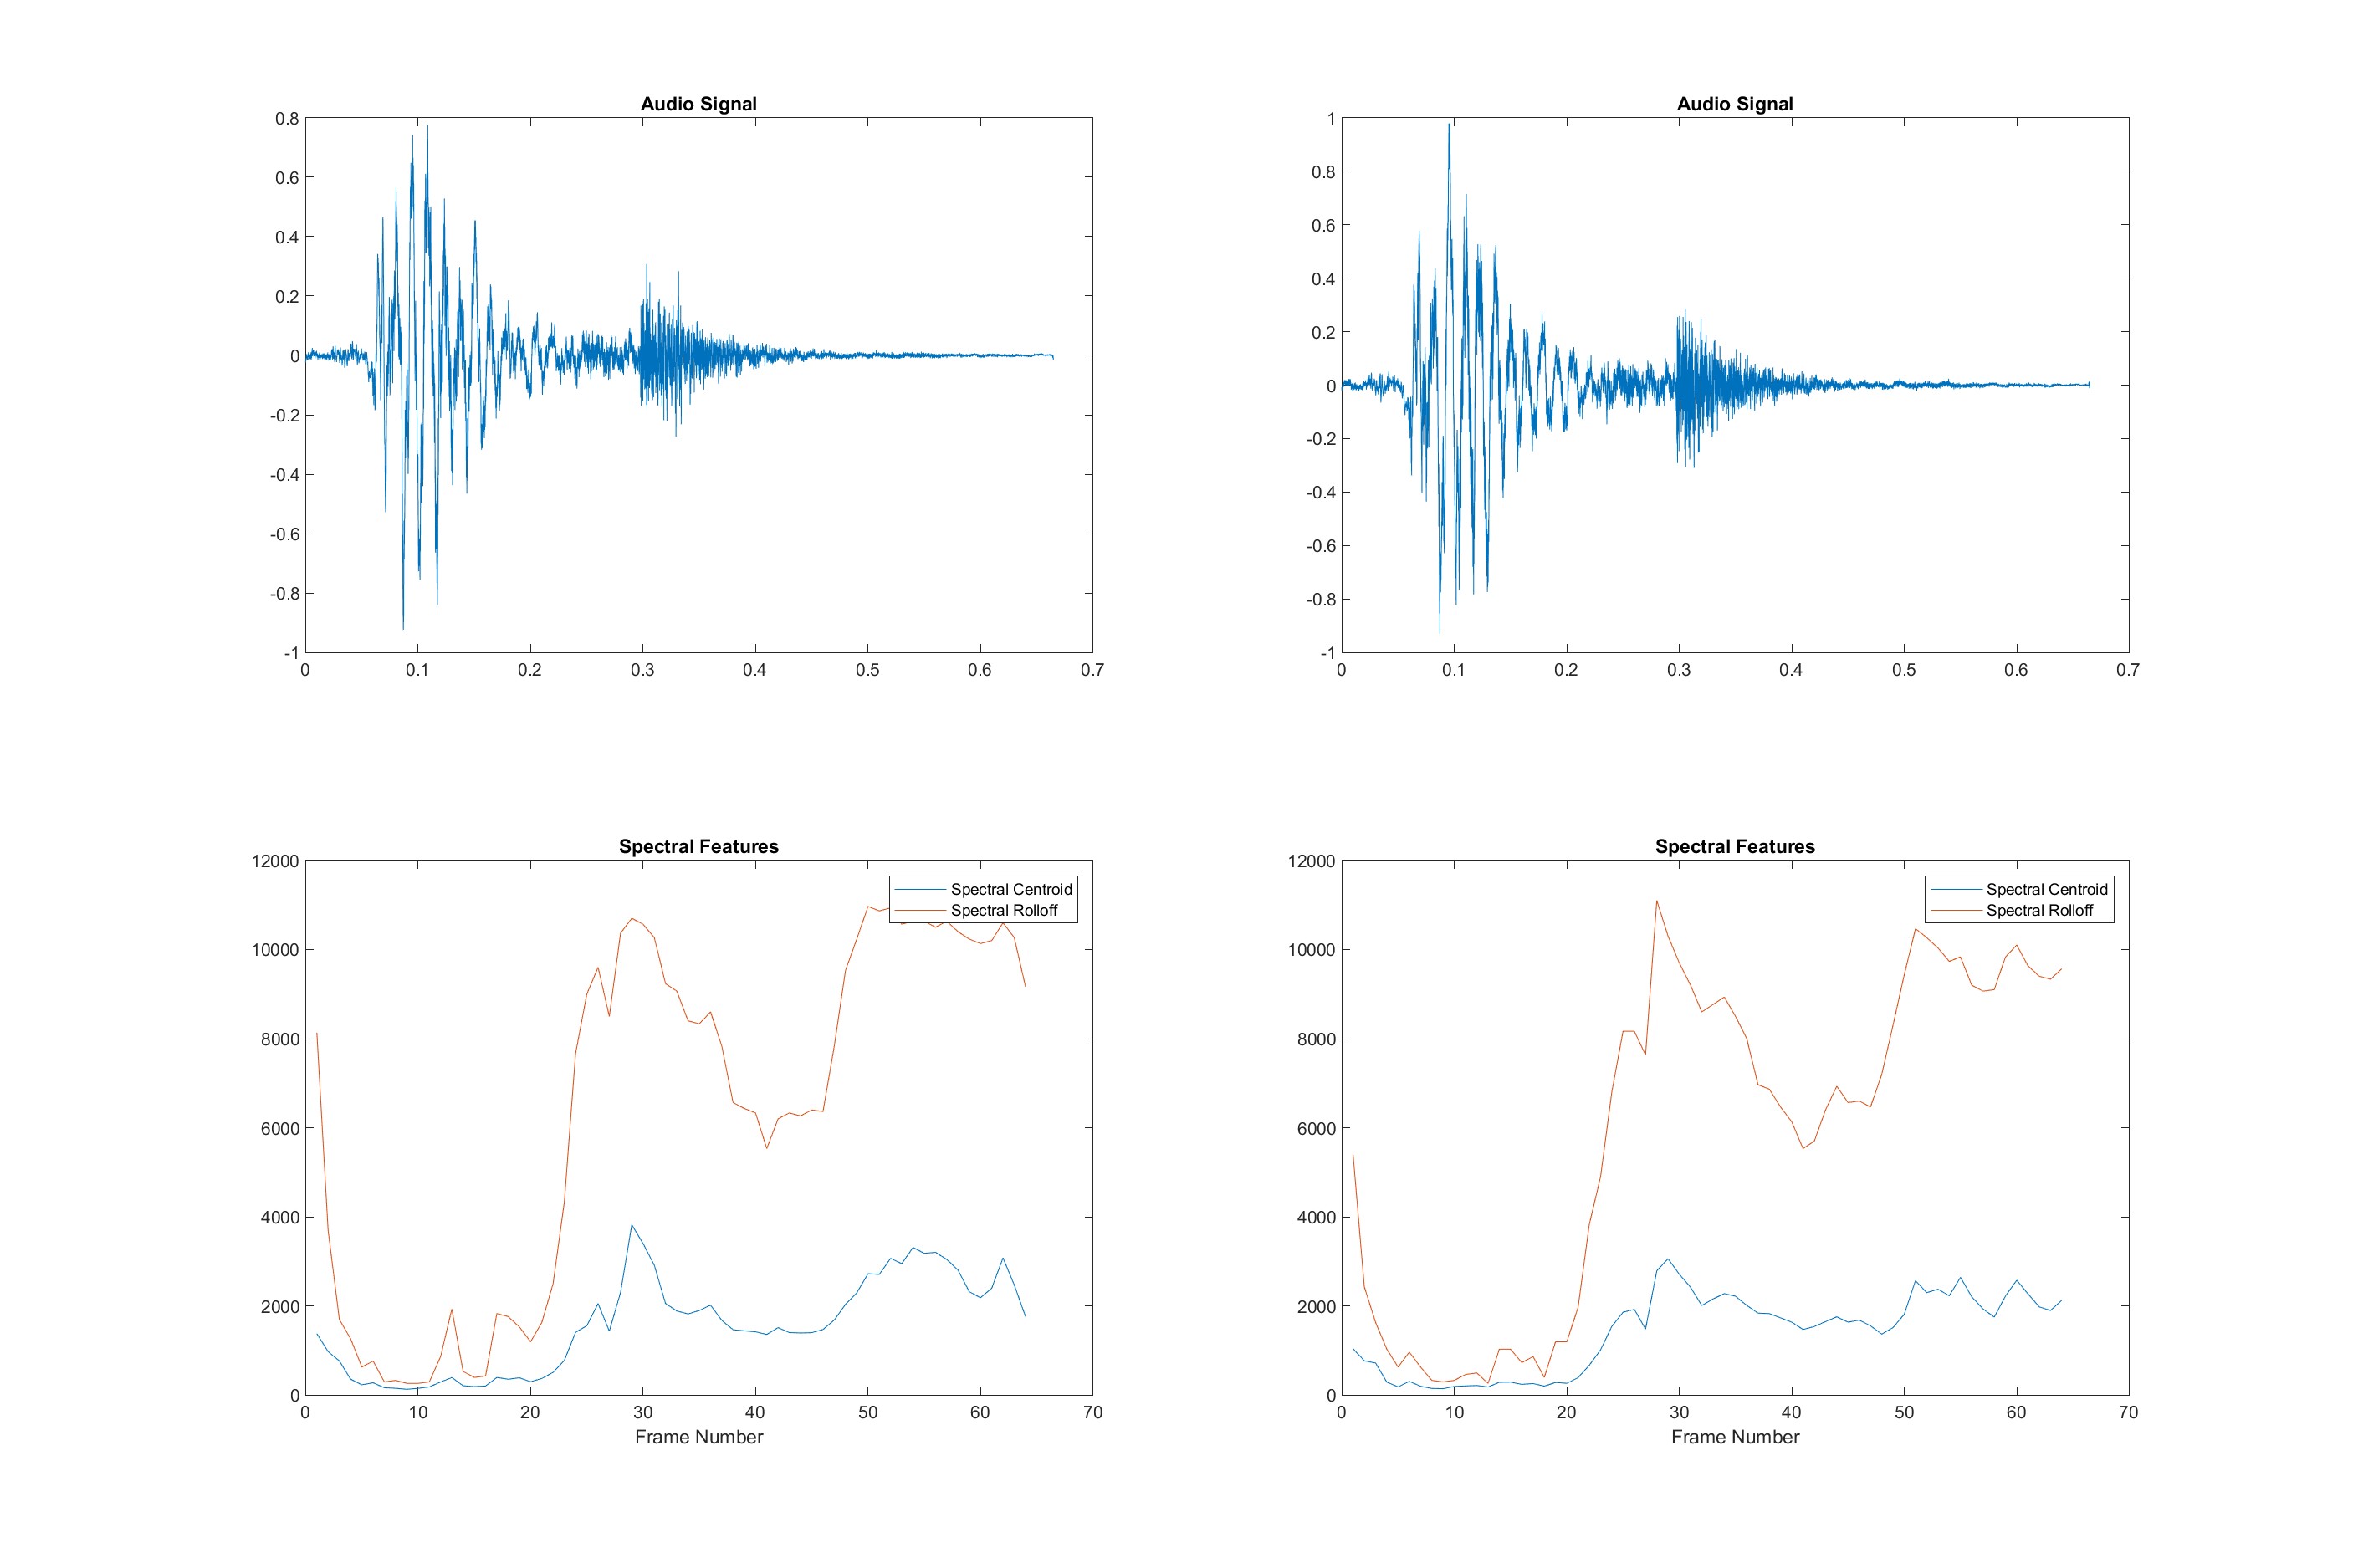 Audio Signal
0.8
0.6
0.4
0.2
0
-0.2
-0.4
-0.6
-0.8
-1
0 0.1 0.2 0.3 0.4 0.5 0.6 0.7
Audio Signal
1
0.8
0.6
0.4
0.2
0
-0.2
-0.4
-0.6
-0.8
-1
0 0.1 0.2 0.3 0.4 0.5 0.6 0.7
Spectral Features
12000
10000
8000
6000
4000
2000
0
0 10 20 30 40 50 60 70
Frame Number
Spectral Centroid
Spectral Rolloff
Spectral Features
12000
10000
8000
6000
4000
2000
0
0 10 20 30 40 50 60 70
Frame Number
Spectral Centroid
Spectral Rolloff